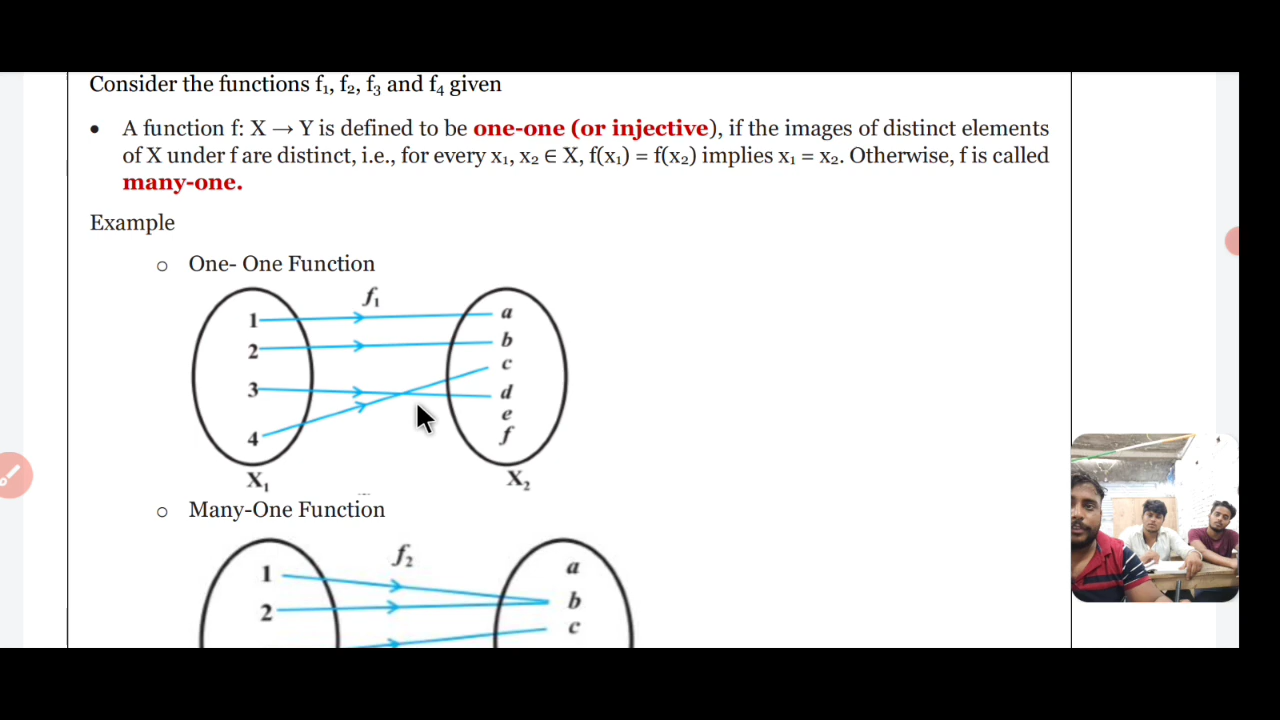 Consider the functions f₁, f₂, f₃ and f₄ given
• A function f: X → Y is defined to be one-one (or injective), if the images of distinct elements
of X under f are distinct, i.e., for every x₁, x₂ ∈ X, f(x₁) = f(x₂) implies x₁ = x₂. Otherwise, f is called
many-one.
Example
o One- One Function
f₁
1
2
3
4
a
b
c
d
e
f
X₁
X₂
o Many-One Function
f₂
1
2
a
b
c